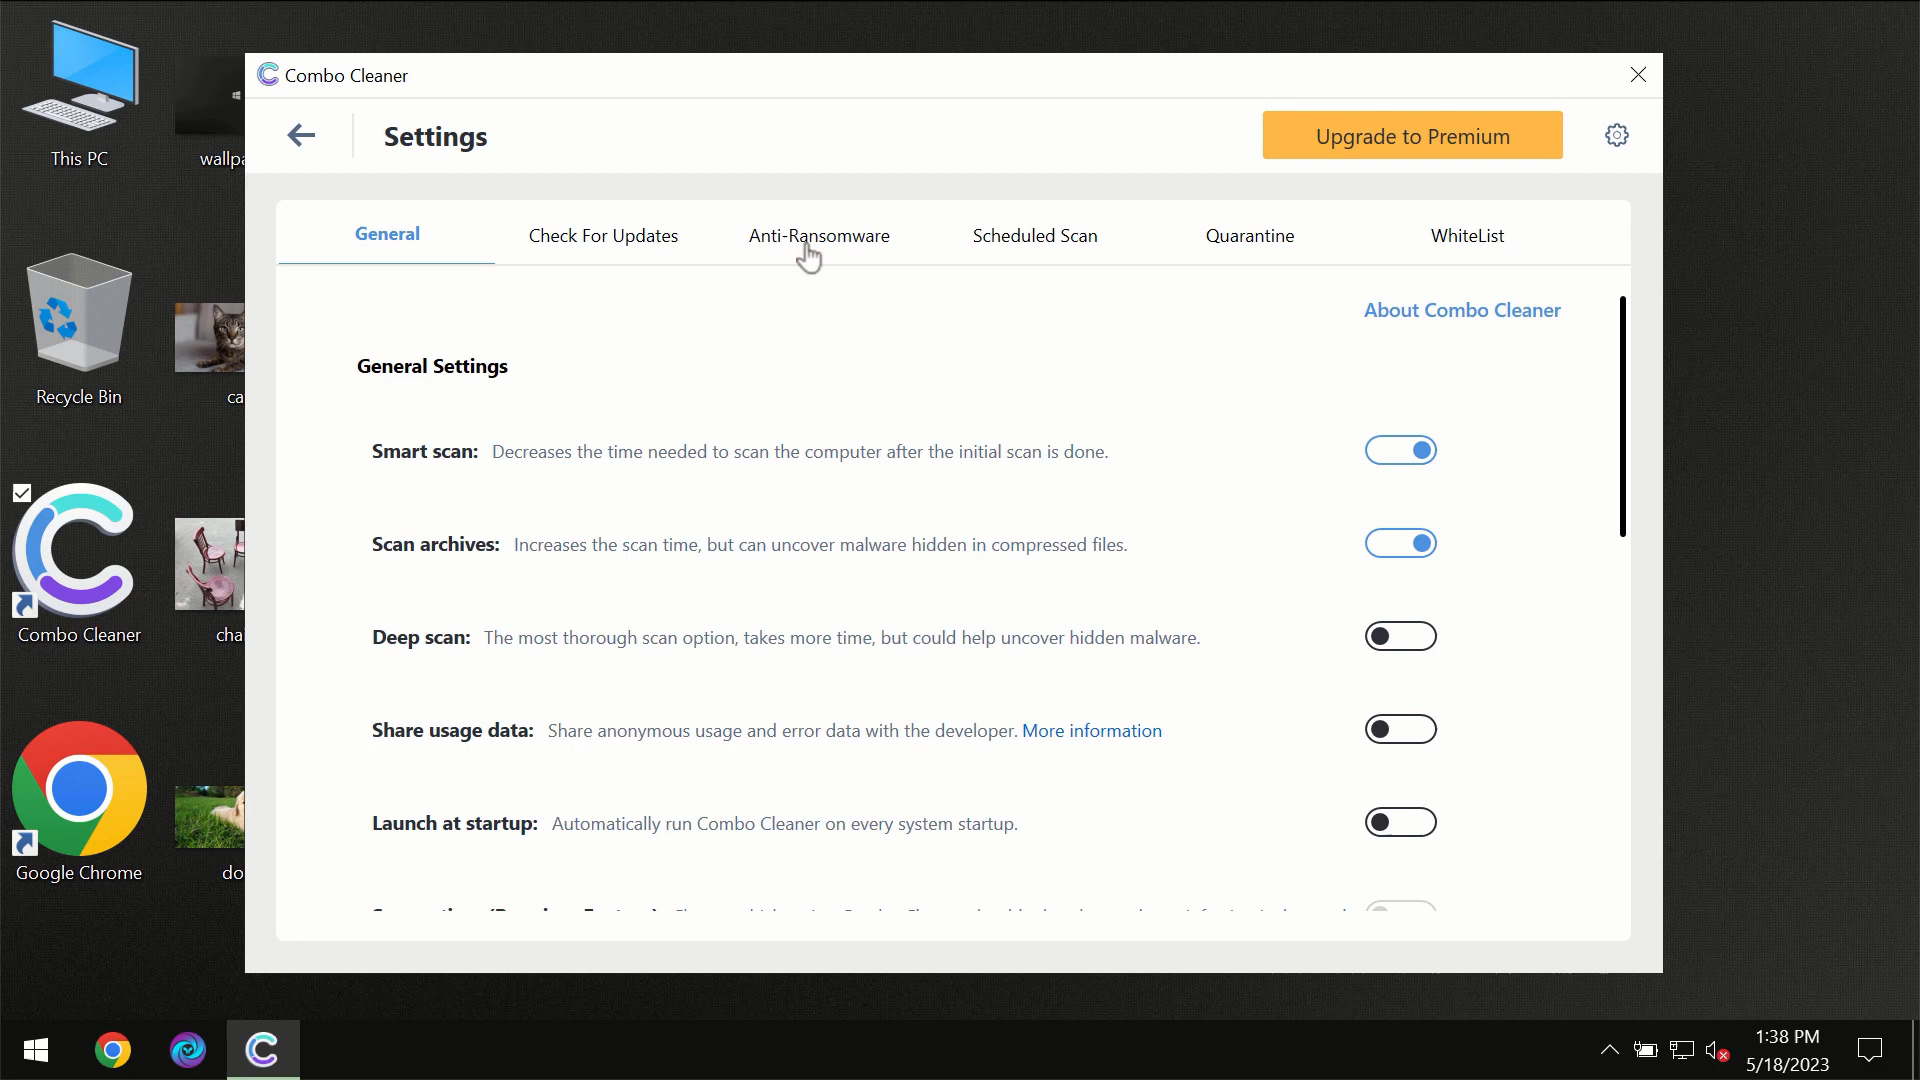 Combo Cleaner
Settings
Upgrade to Premium
General
Check For Updates
Anti-Ransomware
Scheduled Scan
Quarantine
WhiteList
About Combo Cleaner
General Settings
Smart scan: Decreases the time needed to scan the computer after the initial scan is done.
Scan archives: Increases the scan time, but can uncover malware hidden in compressed files.
Deep scan: The most thorough scan option, takes more time, but could help uncover hidden malware.
Share usage data: Share anonymous usage and error data with the developer. More information
Launch at startup: Automatically run Combo Cleaner on every system startup.
This PC
wallpa
Recycle Bin
ca
Combo Cleaner
cha
Google Chrome
do
1:38 PM
5/18/2023